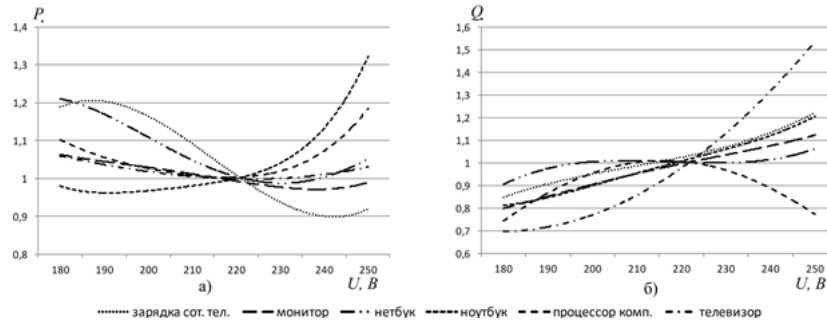 P*
1,4
1,3
1,2
1,1
1
0,9
0,8
180 190 200 210 220 230 240 250
а)
U, В
Q
1,6
1,5
1,4
1,3
1,2
1,1
1
0,9
0,8
0,7
0,6
180 190 200 210 220 230 240 250
б)
U, В
зарядка сот. тел. монитор нетбук ноутбук процессор комп. телевизор